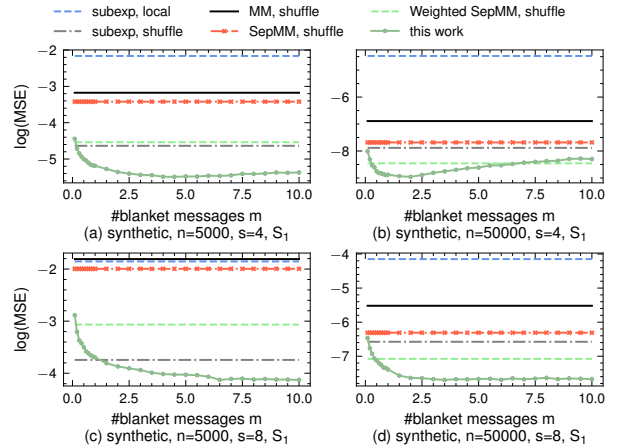 subexp, local
MM, shuffle
Weighted SepMM, shuffle
subexp, shuffle
SepMM, shuffle
this work
log(MSE)
−2
−3
−4
−5
0.0 2.5 5.0 7.5 10.0
#blanket messages m
(a) synthetic, n=5000, s=4, S₁
−6
−8
0.0 2.5 5.0 7.5 10.0
#blanket messages m
(b) synthetic, n=50000, s=4, S₁
log(MSE)
−2
−3
−4
0.0 2.5 5.0 7.5 10.0
#blanket messages m
(c) synthetic, n=5000, s=8, S₁
−4
−5
−6
−7
0.0 2.5 5.0 7.5 10.0
#blanket messages m
(d) synthetic, n=50000, s=8, S₁